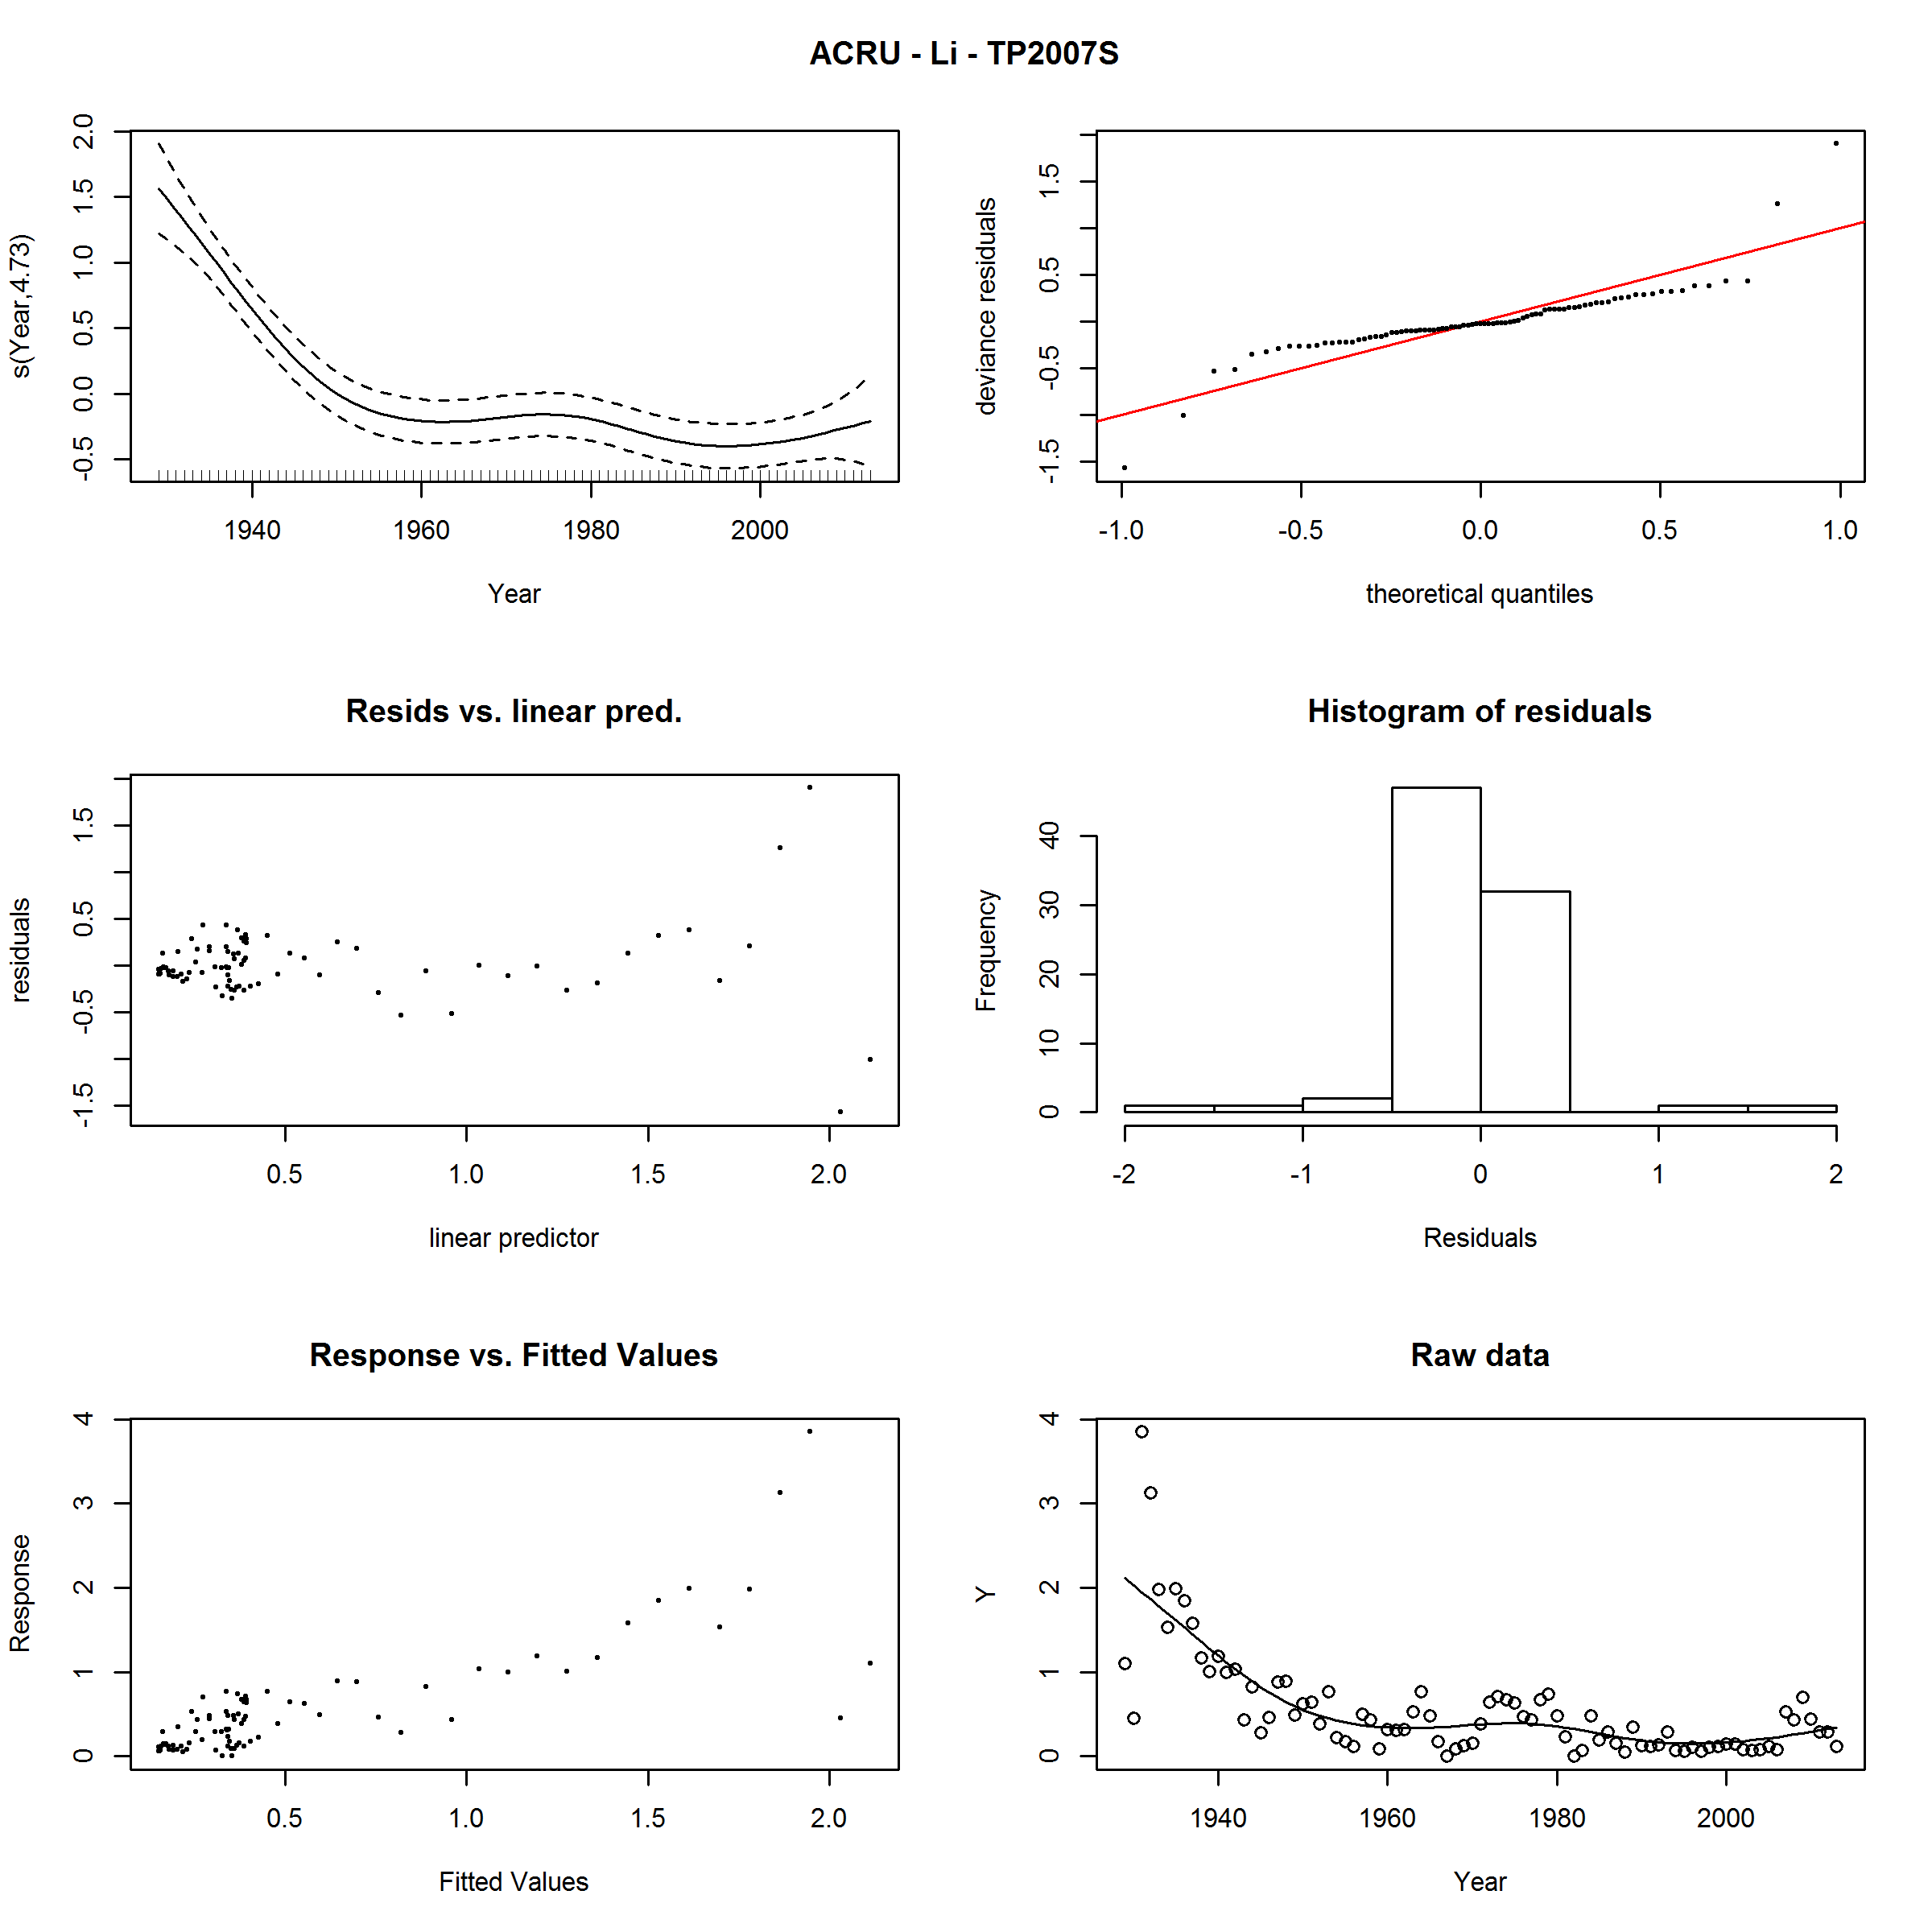 ACRU - Li - TP2007S
s(Year,4.73)
-0.5 0.0 0.5 1.0 1.5 2.0
1940 1960 1980 2000
Year
deviance residuals
-1.5 -0.5 0.5 1.5
-1.0 -0.5 0.0 0.5 1.0
theoretical quantiles
Resids vs. linear pred.
residuals
-1.5 -0.5 0.5 1.5
0.5 1.0 1.5 2.0
linear predictor
Histogram of residuals
Frequency
0 10 20 30 40
-2 -1 0 1 2
Residuals
Response vs. Fitted Values
Response
0 1 2 3 4
0.5 1.0 1.5 2.0
Fitted Values
Raw data
Y
0 1 2 3 4
1940 1960 1980 2000
Year